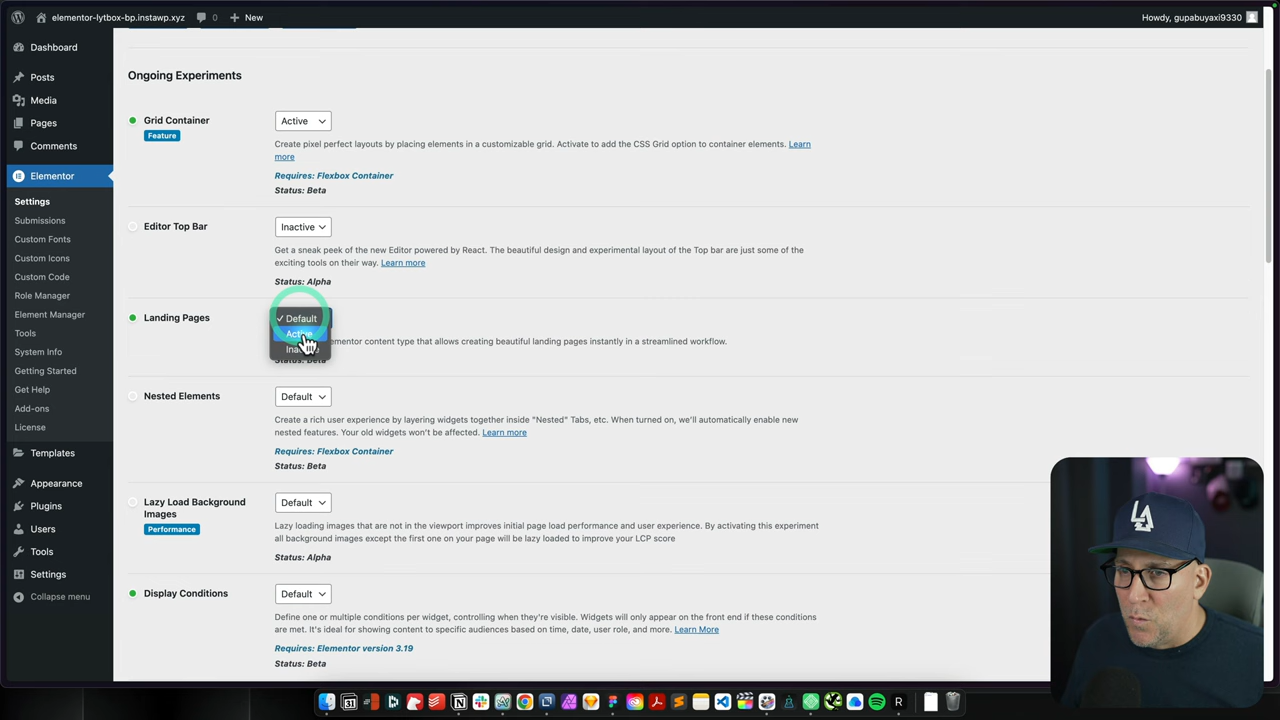 elementor-lytbox-bp.instawp.xyz
0
New
Howdy, gupabuyaxi9330
Dashboard
Posts
Media
Pages
Comments
Elementor
Settings
Submissions
Custom Fonts
Custom Icons
Custom Code
Role Manager
Element Manager
Tools
System Info
Getting Started
Get Help
Add-ons
License
Templates
Appearance
Plugins
Users
Tools
Settings
Collapse menu
Ongoing Experiments
Grid Container
Feature
Active
Create pixel perfect layouts by placing elements in a customizable grid. Activate to add the CSS Grid option to container elements. Learn
more
Requires: Flexbox Container
Status: Beta
Editor Top Bar
Inactive
Get a sneak peek of the new Editor powered by React. The beautiful design and experimental layout of the Top bar are just some of the
exciting tools on their way. Learn more
Status: Alpha
Landing Pages
✓ Default
Active
content type that allows creating beautiful landing pages instantly in a streamlined workflow.
Status: Beta
Nested Elements
Default
Create a rich user experience by layering widgets together inside "Nested" Tabs, etc. When turned on, we'll automatically enable new
nested features. Your old widgets won't be affected. Learn more
Requires: Flexbox Container
Status: Beta
Lazy Load Background
Images
Performance
Default
Lazy loading images that are not in the viewport improves initial page load performance and user experience. By activating this experiment
all background images except the first one on your page will be lazy loaded to improve your LCP score
Status: Alpha
Display Conditions
Default
Define one or multiple conditions per widget, controlling when they're visible. Widgets will only appear on the front end if these conditions
are met. It's ideal for showing content to specific audiences based on time, date, user role, and more. Learn More
Requires: Elementor version 3.19
Status: Beta